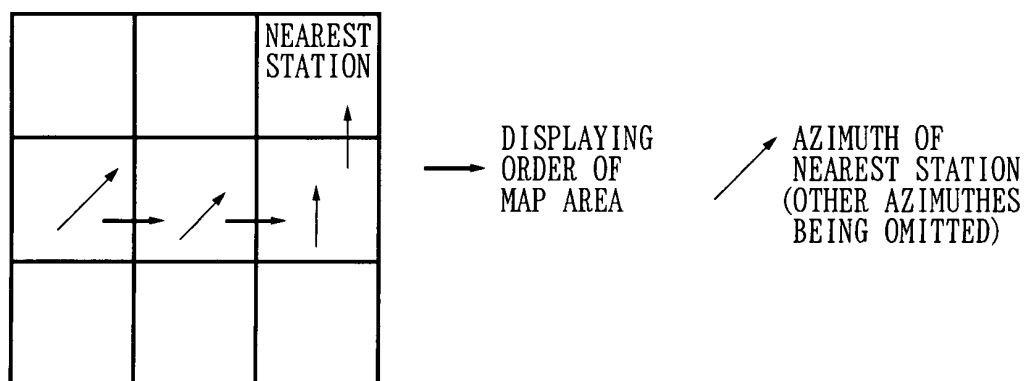 NEAREST
STATION
DISPLAYING
ORDER OF
MAP AREA
AZIMUTH OF
NEAREST STATION
(OTHER AZIMUTHES
BEING OMITTED)